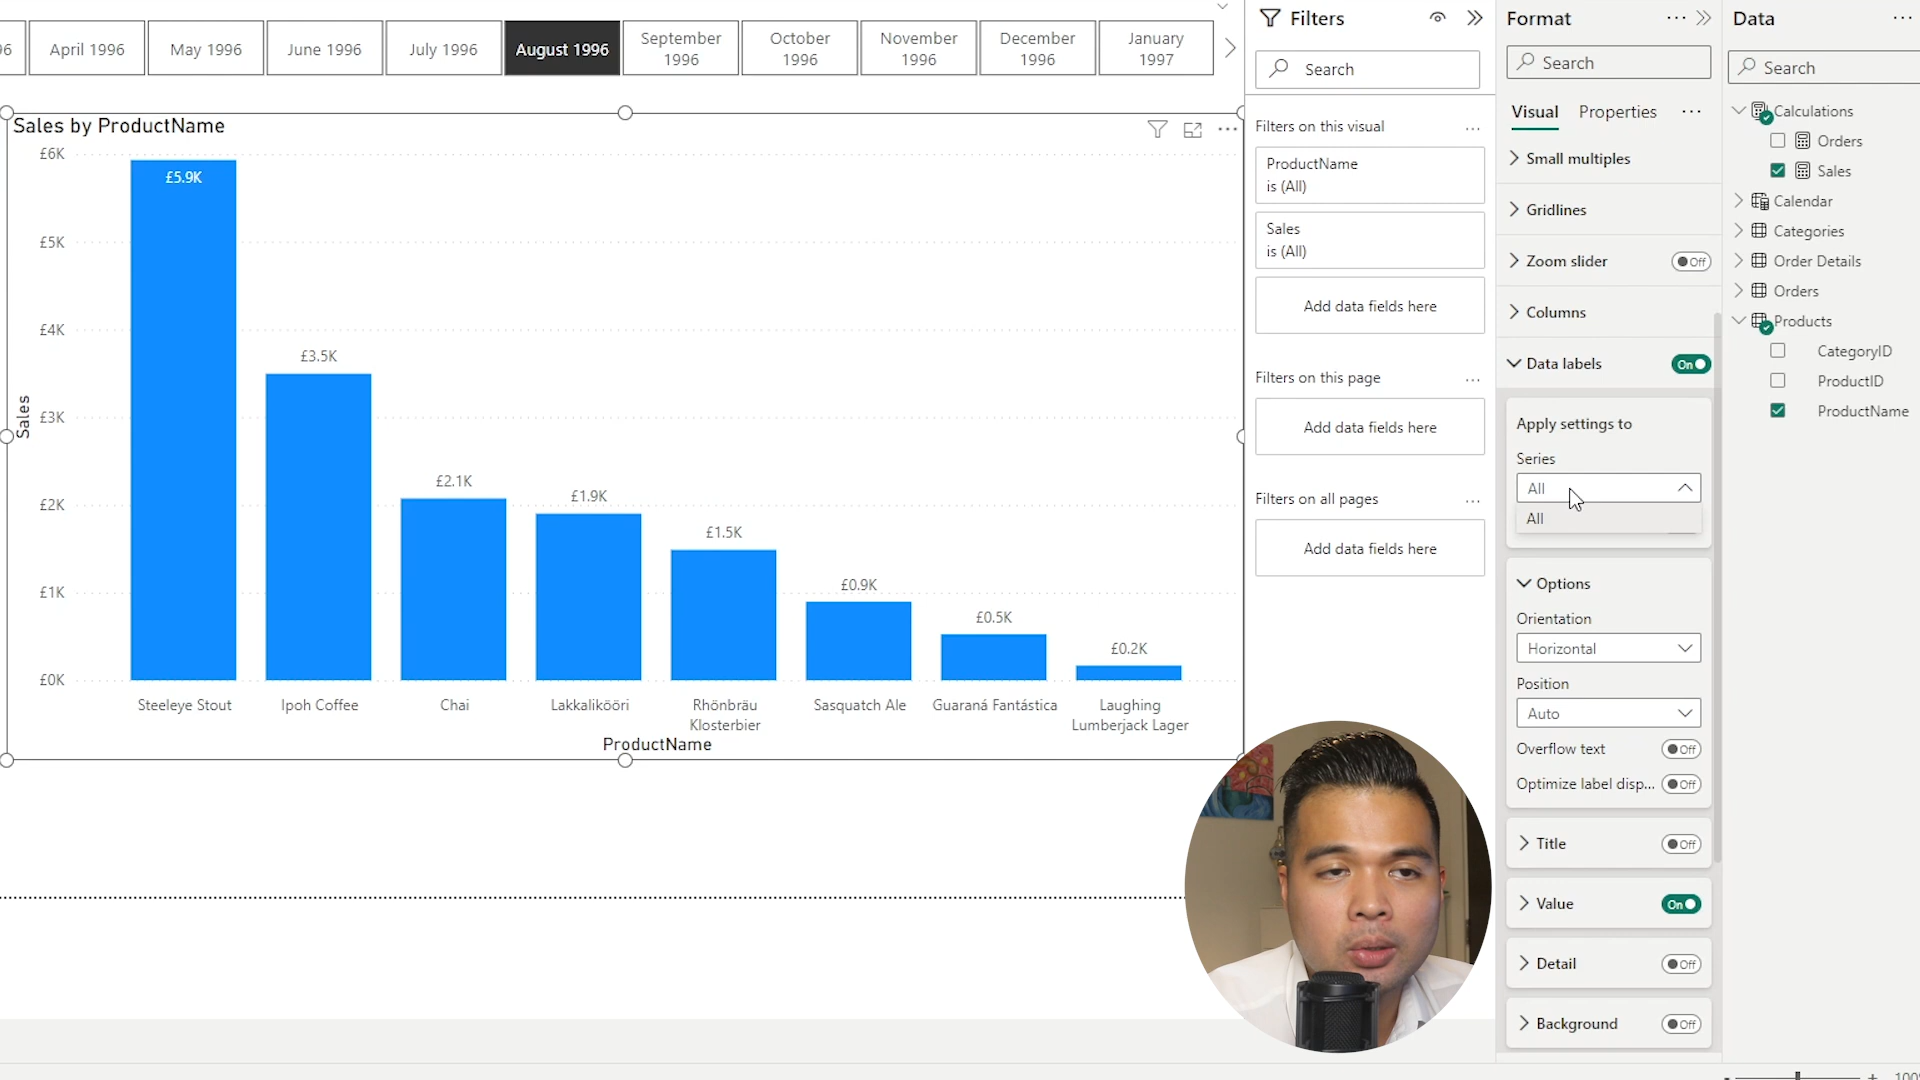 96
April 1996
May 1996
June 1996
July 1996
August 1996
September
1996
October
1996
November
1996
December
1996
January
1997
Sales by ProductName
£6K
£5K
£4K
£3K
£2K
£1K
£0K
Sales
£5.9K
£3.5K
£2.1K
£1.9K
£1.5K
£0.9K
£0.5K
£0.2K
Steeleye Stout
Ipoh Coffee
Chai
Lakkalikööri
Rhönbräu
Klosterbier
Sasquatch Ale
Guaraná Fantástica
Laughing
Lumberjack Lager
ProductName
Filters
Search
Filters on this visual
ProductName
is (All)
Sales
is (All)
Add data fields here
Filters on this page
Add data fields here
Filters on all pages
Add data fields here
Format
Search
Visual
Properties
Small multiples
Gridlines
Zoom slider
Off
Columns
Data labels
On
Apply settings to
Series
All
All
Options
Orientation
Horizontal
Position
Auto
Overflow text
Off
Optimize label disp...
Off
Title
Off
Value
On
Detail
Off
Background
Off
Data
Search
Calculations
Orders
Sales
Calendar
Categories
Order Details
Orders
Products
CategoryID
ProductID
ProductName